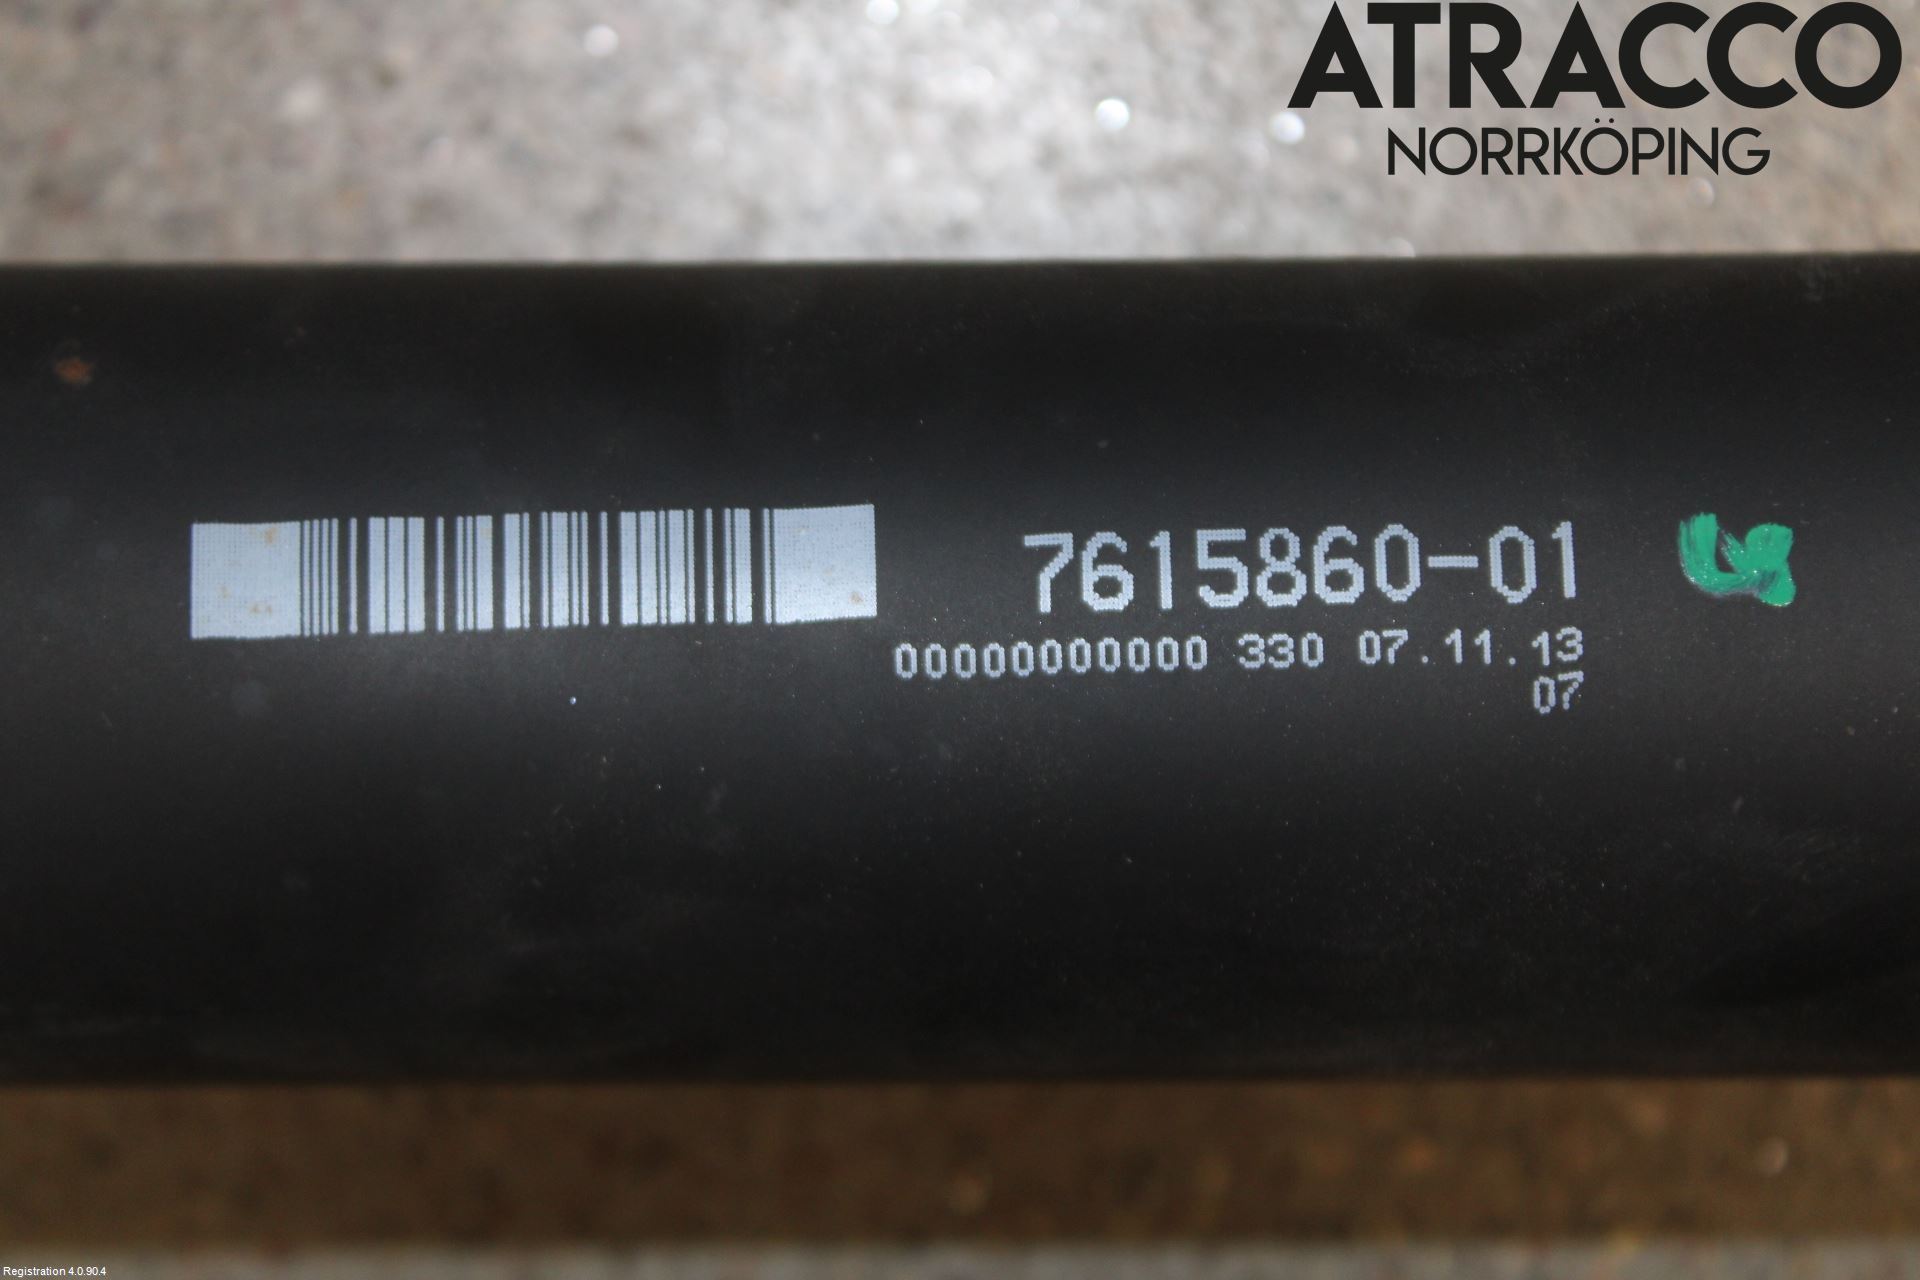 ATRACCO
NORRKÖPING
7615860-01
00000000000 330 07.11.13
07
Registration 4.0.90.4